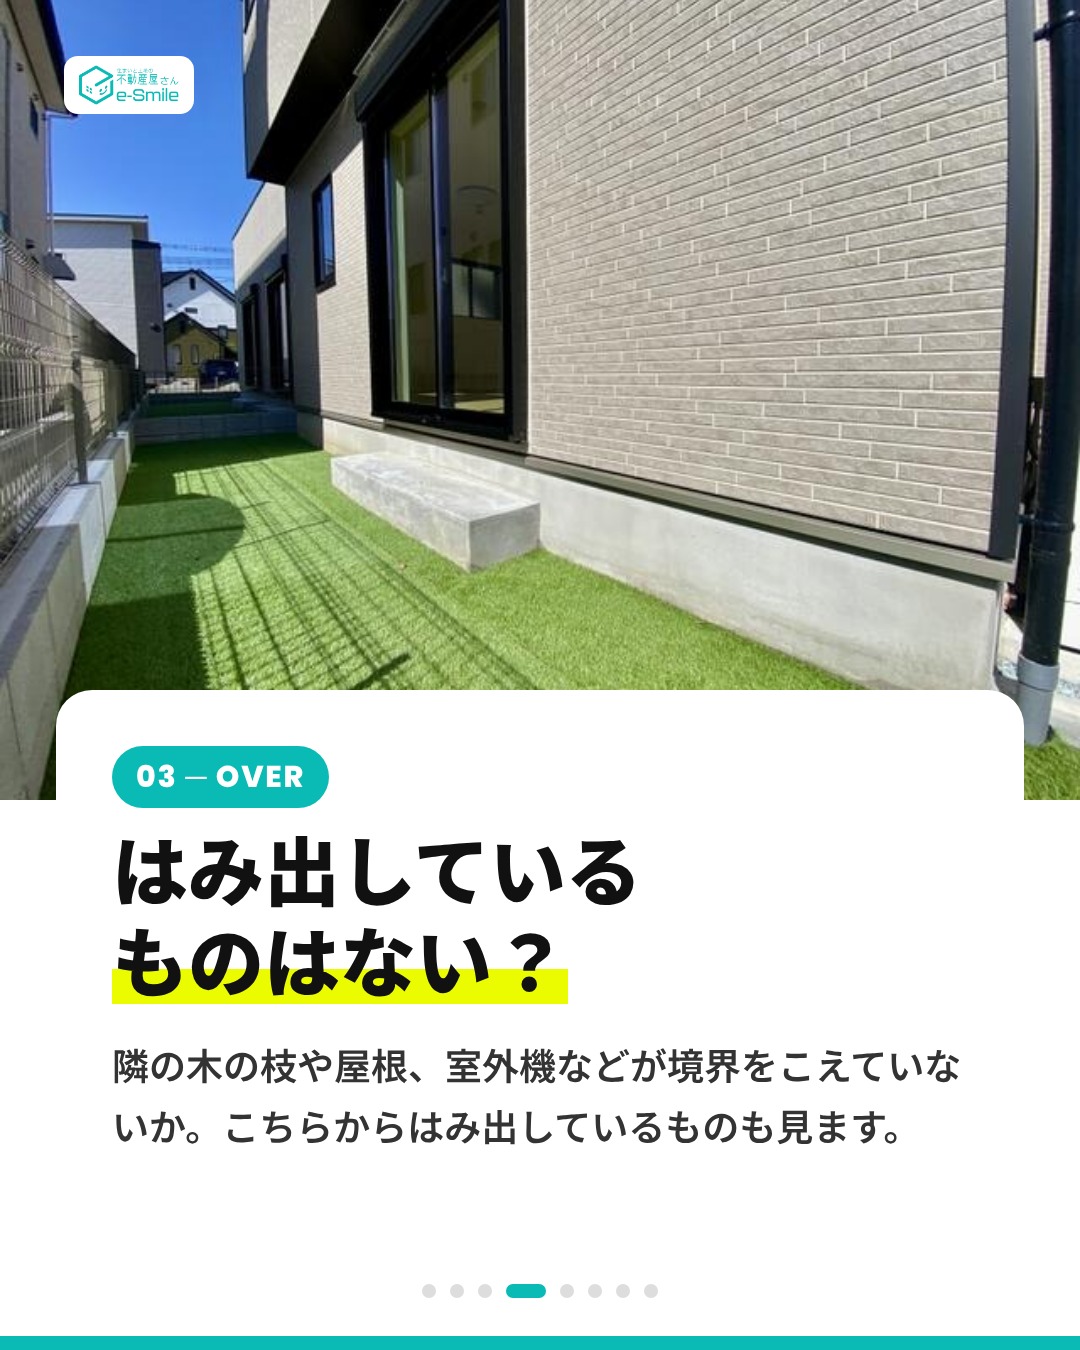 不動産屋さん
e-Smile
03 — OVER
はみ出している
ものはない？
隣の木の枝や屋根、室外機などが境界をこえていな
いか。こちらからはみ出しているものも見ます。